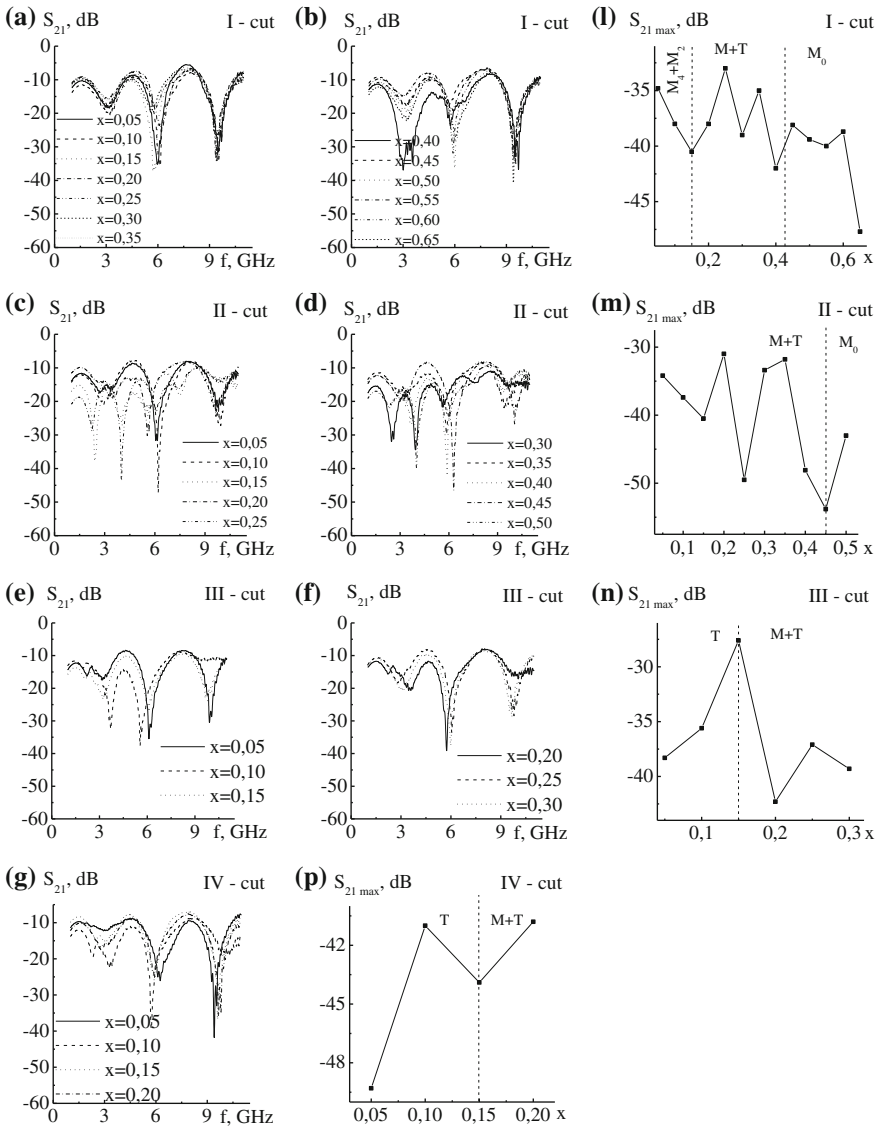 (a) S21, dB I - cut
0
-10
-20
-30
-40
-50
-60
x=0,05
x=0,10
x=0,15
x=0,20
x=0,25
x=0,30
x=0,35
0 3 6 9 f, GHz
(b) S21, dB I - cut
0
-10
-20
-30
-40
-50
-60
x=0,40
x=0,45
x=0,50
x=0,55
x=0,60
x=0,65
0 3 6 9 f, GHz
(l) S21 max, dB I - cut
M4+M2
M+T
M0
-35
-40
-45
0,2 0,4 0,6 x
(c) S21, dB II - cut
0
-10
-20
-30
-40
-50
-60
x=0,05
x=0,10
x=0,15
x=0,20
x=0,25
0 3 6 9 f, GHz
(d) S21, dB II - cut
0
-10
-20
-30
-40
-50
-60
x=0,30
x=0,35
x=0,40
x=0,45
x=0,50
0 3 6 9 f, GHz
(m) S21 max, dB II - cut
M+T
M0
-30
-40
-50
0,1 0,2 0,3 0,4 0,5 x
(e) S21, dB III - cut
0
-10
-20
-30
-40
-50
-60
x=0,05
x=0,10
x=0,15
0 3 6 9 f, GHz
(f) S21, dB III - cut
0
-10
-20
-30
-40
-50
-60
x=0,20
x=0,25
x=0,30
0 3 6 9 f, GHz
(n) S21 max, dB III - cut
T
M+T
-30
-35
-40
0,1 0,2 0,3 x
(g) S21, dB IV - cut
-10
-20
-30
-40
-50
-60
x=0,05
x=0,10
x=0,15
x=0,20
0 3 6 9 f, GHz
(p) S21 max, dB IV - cut
T
M+T
-42
-45
-48
0,05 0,10 0,15 0,20 x